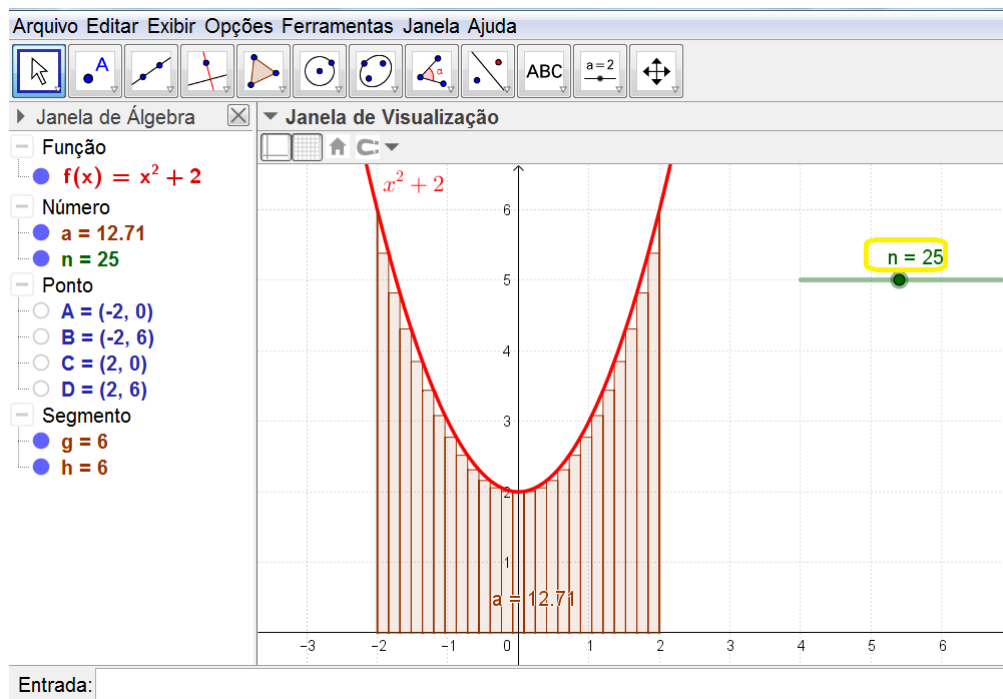 Arquivo Editar Exibir Opções Ferramentas Janela Ajuda
A
α
ABC
a=2
Janela de Álgebra
Janela de Visualização
Função
f(x) = x² + 2
Número
a = 12.71
n = 25
Ponto
A = (-2, 0)
B = (-2, 6)
C = (2, 0)
D = (2, 6)
Segmento
g = 6
h = 6
x² + 2
6
5
4
3
2
1
n = 25
a = 12.71
−3 −2 −1 0 1 2 3 4 5 6
Entrada: